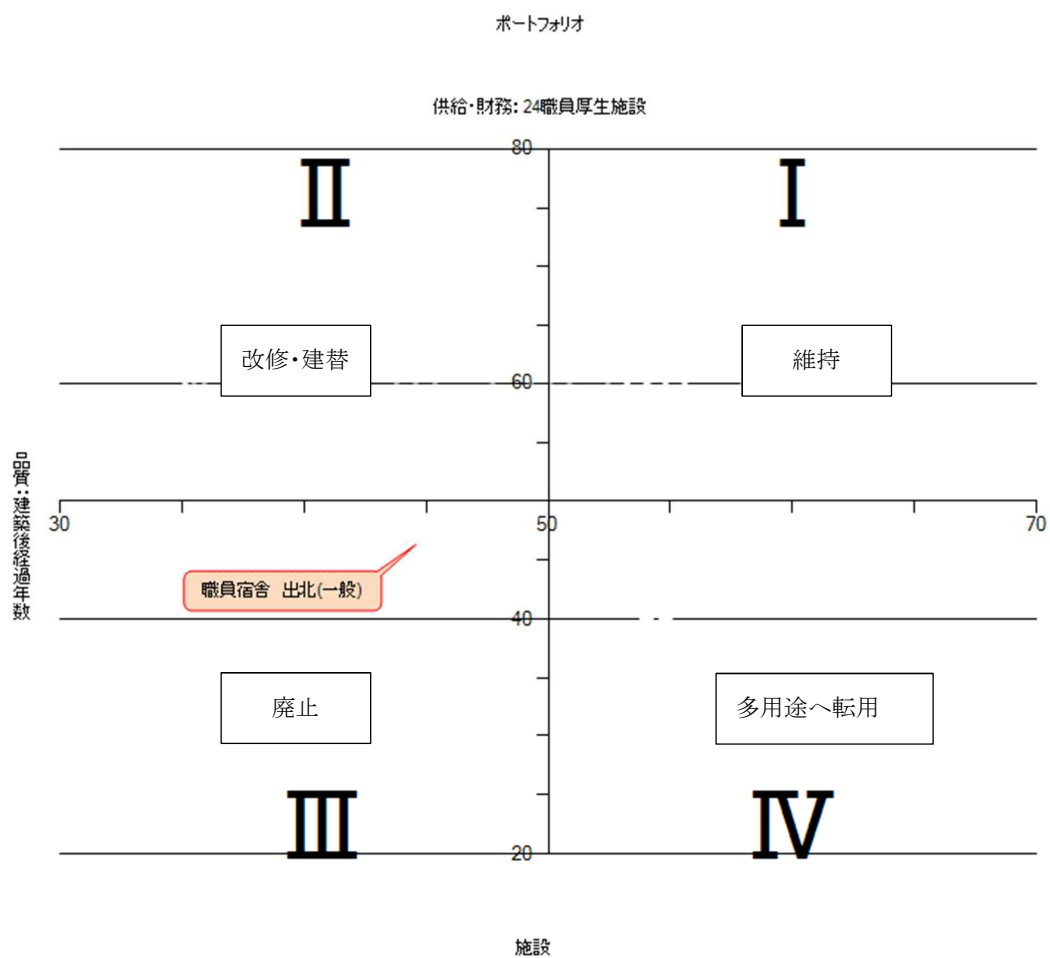 ポートフォリオ
供給・財務: 24職員厚生施設
80
Ⅱ
Ⅰ
改修・建替
維持
60
品質:建築後経過年数
30
50
70
職員宿舎 出北(一般)
40
廃止
多用途へ転用
Ⅲ
Ⅳ
20
施設